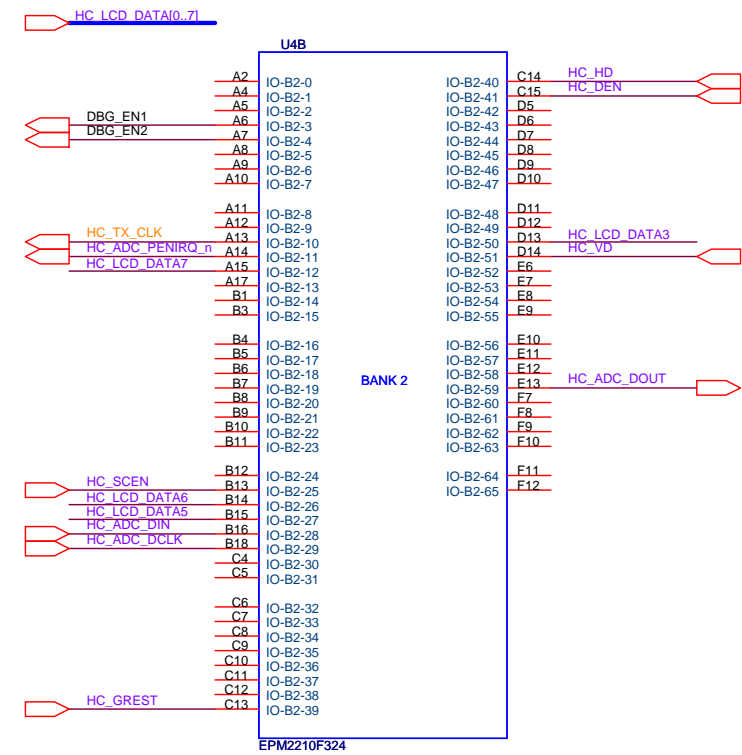 HC_LCD_DATA[0..7]
U4B
A2 IO-B2-0 IO-B2-40 C14 HC_HD
A4 IO-B2-1 IO-B2-41 C15 HC_DEN
A5 IO-B2-2 IO-B2-42 D5
DBG_EN1 A6 IO-B2-3 IO-B2-43 D6
DBG_EN2 A7 IO-B2-4 IO-B2-44 D7
A8 IO-B2-5 IO-B2-45 D8
A9 IO-B2-6 IO-B2-46 D9
A10 IO-B2-7 IO-B2-47 D10
A11 IO-B2-8 IO-B2-48 D11
A12 IO-B2-9 IO-B2-49 D12
HC_TX_CLK A13 IO-B2-10 IO-B2-50 D13 HC_LCD_DATA3
HC_ADC_PENIRQ_n A14 IO-B2-11 IO-B2-51 D14 HC_VD
HC_LCD_DATA7 A15 IO-B2-12 IO-B2-52 E6
A17 IO-B2-13 IO-B2-53 E7
B1 IO-B2-14 IO-B2-54 E8
B3 IO-B2-15 IO-B2-55 E9
B4 IO-B2-16 IO-B2-56 E10
B5 IO-B2-17 IO-B2-57 E11
B6 IO-B2-18 IO-B2-58 E12
B7 IO-B2-19 BANK 2 IO-B2-59 E13 HC_ADC_DOUT
B8 IO-B2-20 IO-B2-60 F7
B9 IO-B2-21 IO-B2-61 F8
B10 IO-B2-22 IO-B2-62 F9
B11 IO-B2-23 IO-B2-63 F10
B12 IO-B2-24 IO-B2-64 F11
HC_SCEN B13 IO-B2-25 IO-B2-65 F12
HC_LCD_DATA6 B14 IO-B2-26
HC_LCD_DATA5 B15 IO-B2-27
HC_ADC_DIN B16 IO-B2-28
HC_ADC_DCLK B18 IO-B2-29
C4 IO-B2-30
C5 IO-B2-31
C6 IO-B2-32
C7 IO-B2-33
C8 IO-B2-34
C9 IO-B2-35
C10 IO-B2-36
C11 IO-B2-37
C12 IO-B2-38
HC_GREST C13 IO-B2-39
EPM2210F324